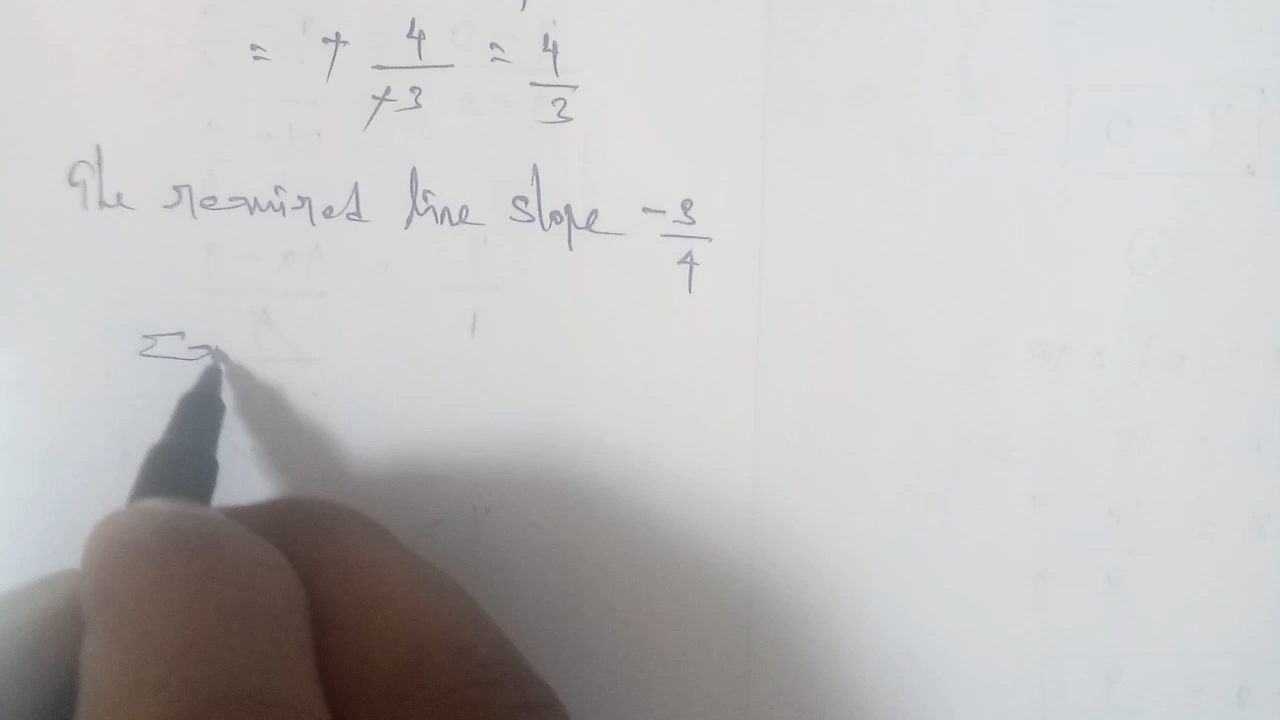 = + 4/+3 = 4/3
The required line slope -3/4